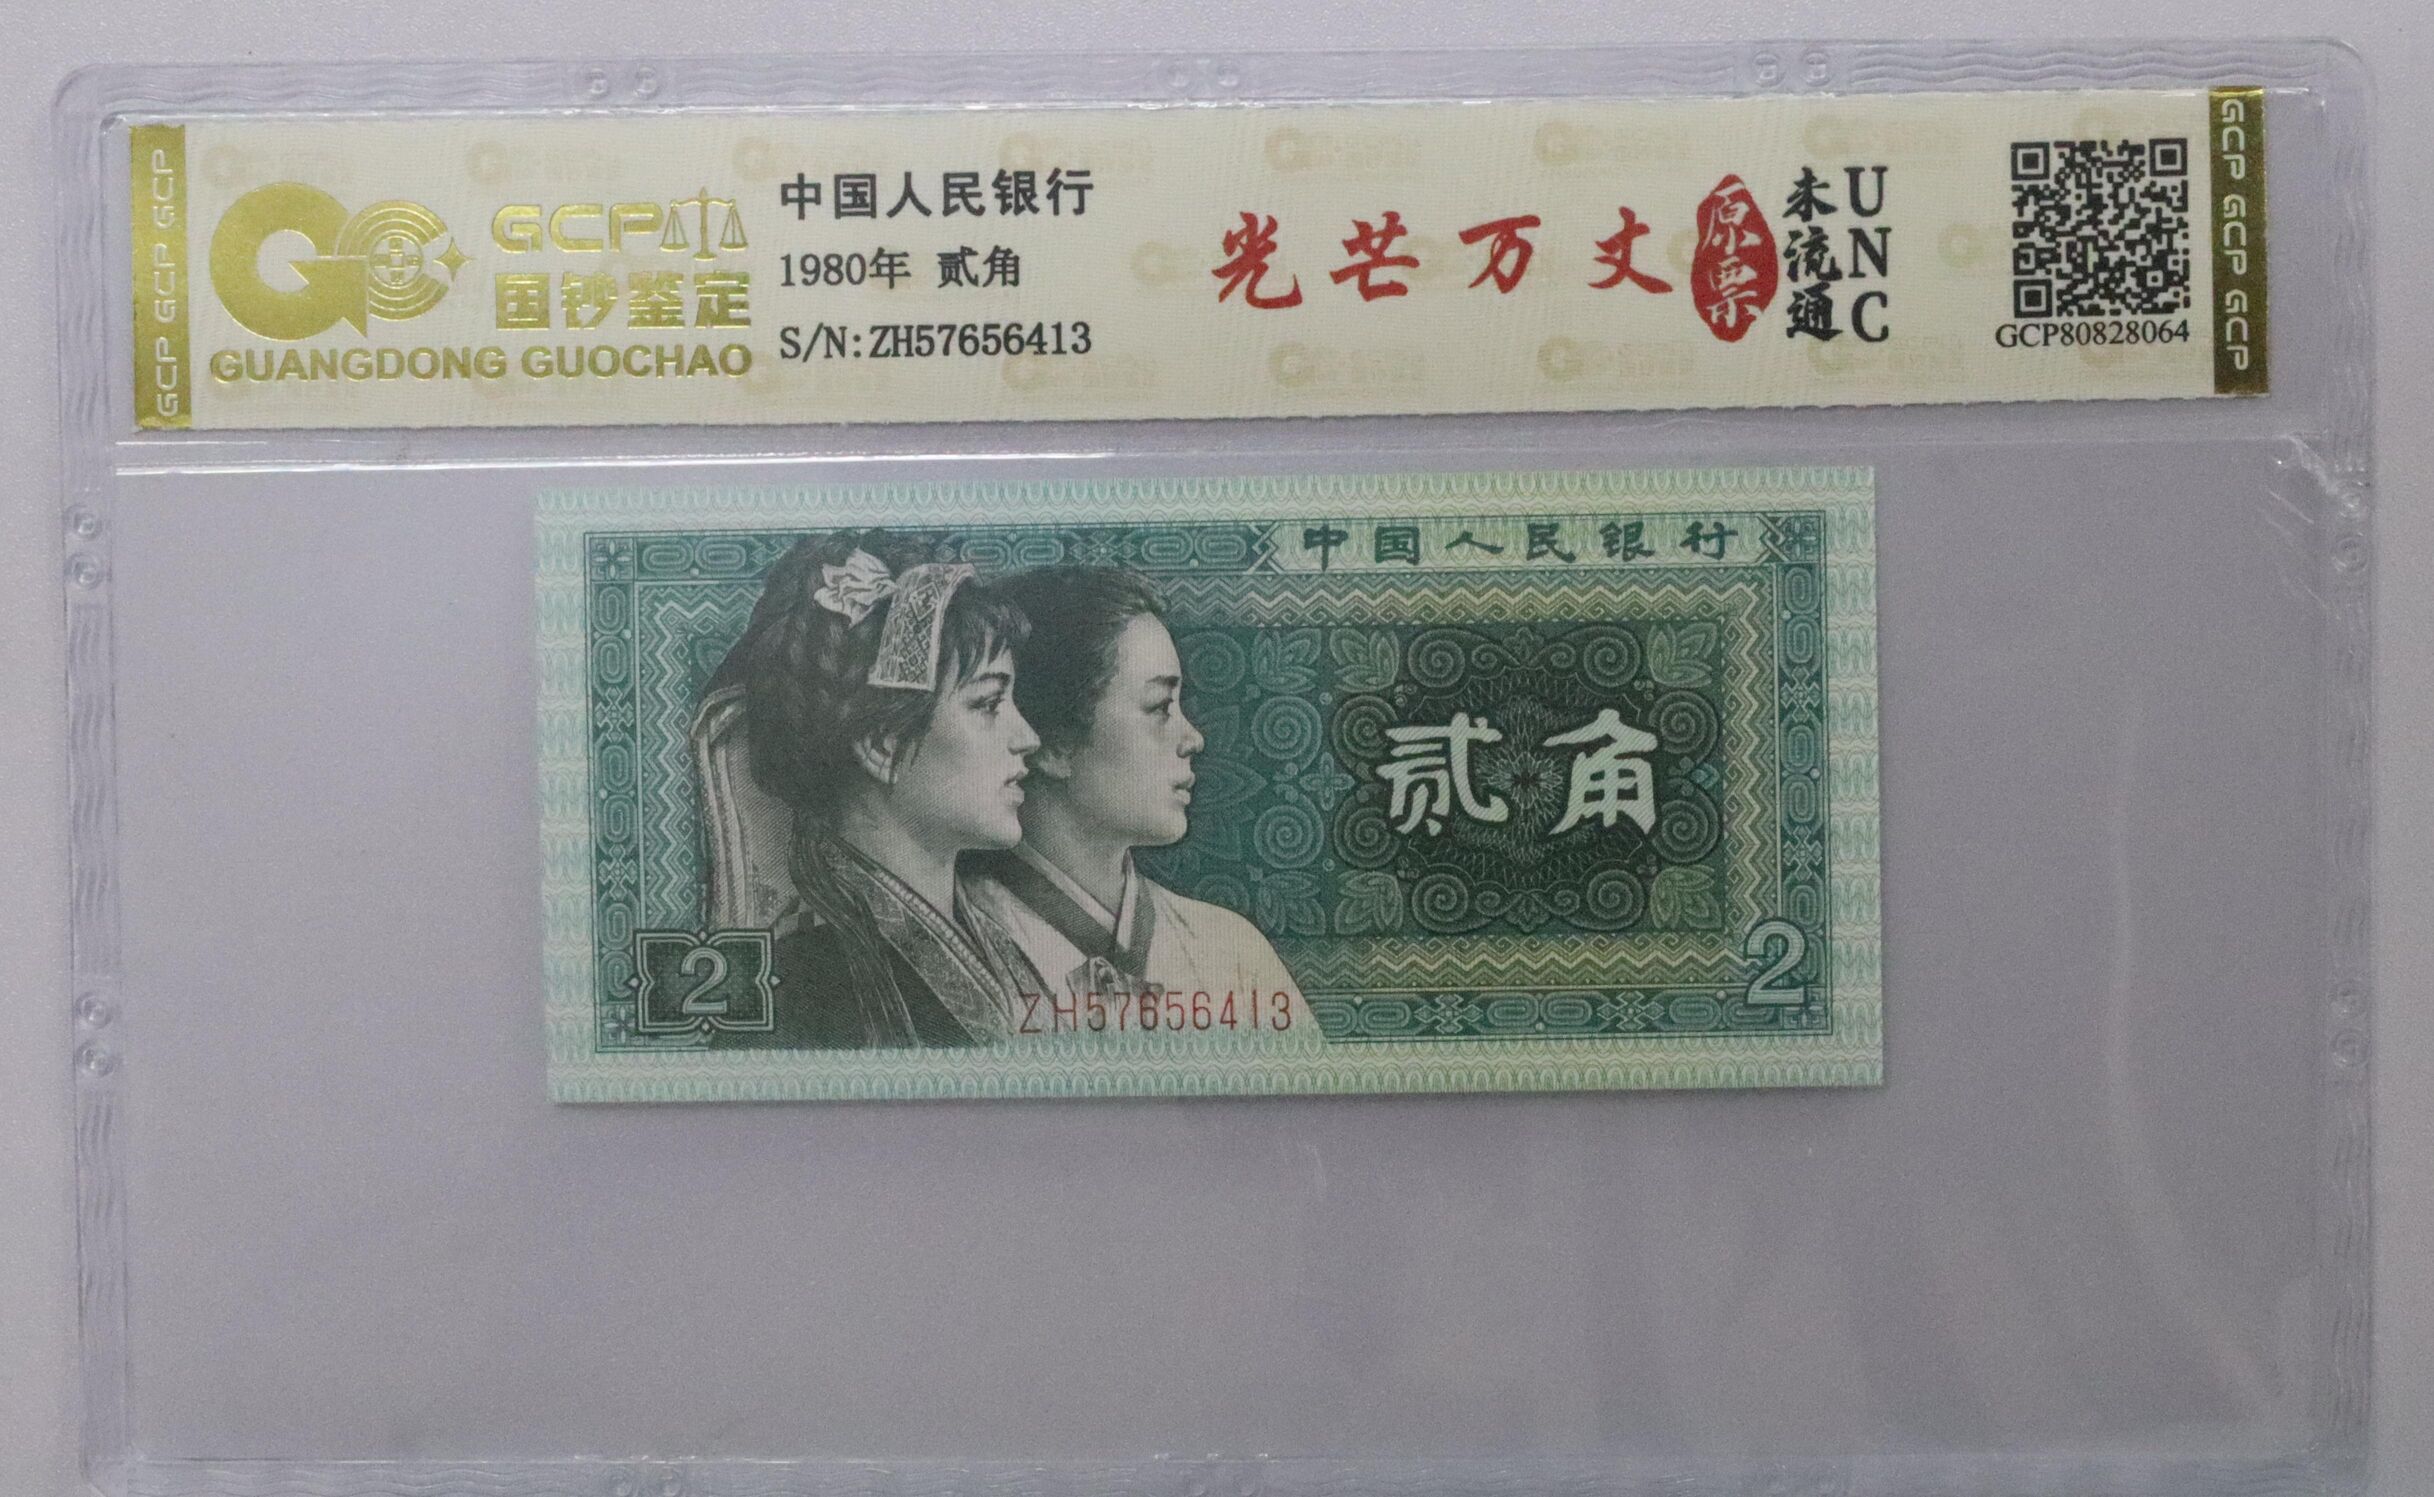 GCP GCP GCP
GCP
国钞鉴定
GUANGDONG GUOCHAO
中国人民银行
1980年 贰角
S/N:ZH57656413
光芒万丈
原票
未流通
UNC
GCP80828064
GCP GCP GCP
中国人民银行
贰角
2
2
ZH57656413